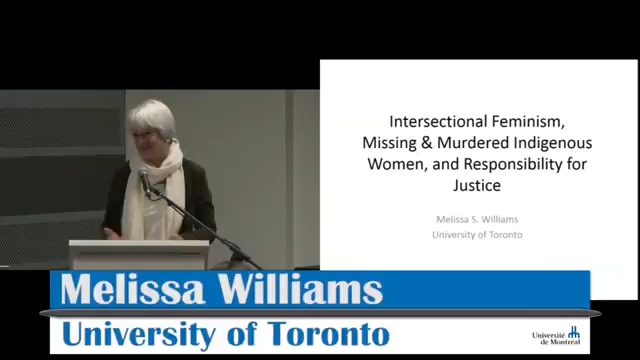 Intersectional Feminism,
Missing & Murdered Indigenous
Women, and Responsibility for
Justice
Melissa S. Williams
University of Toronto
Melissa Williams
University of Toronto
Université
de Montréal